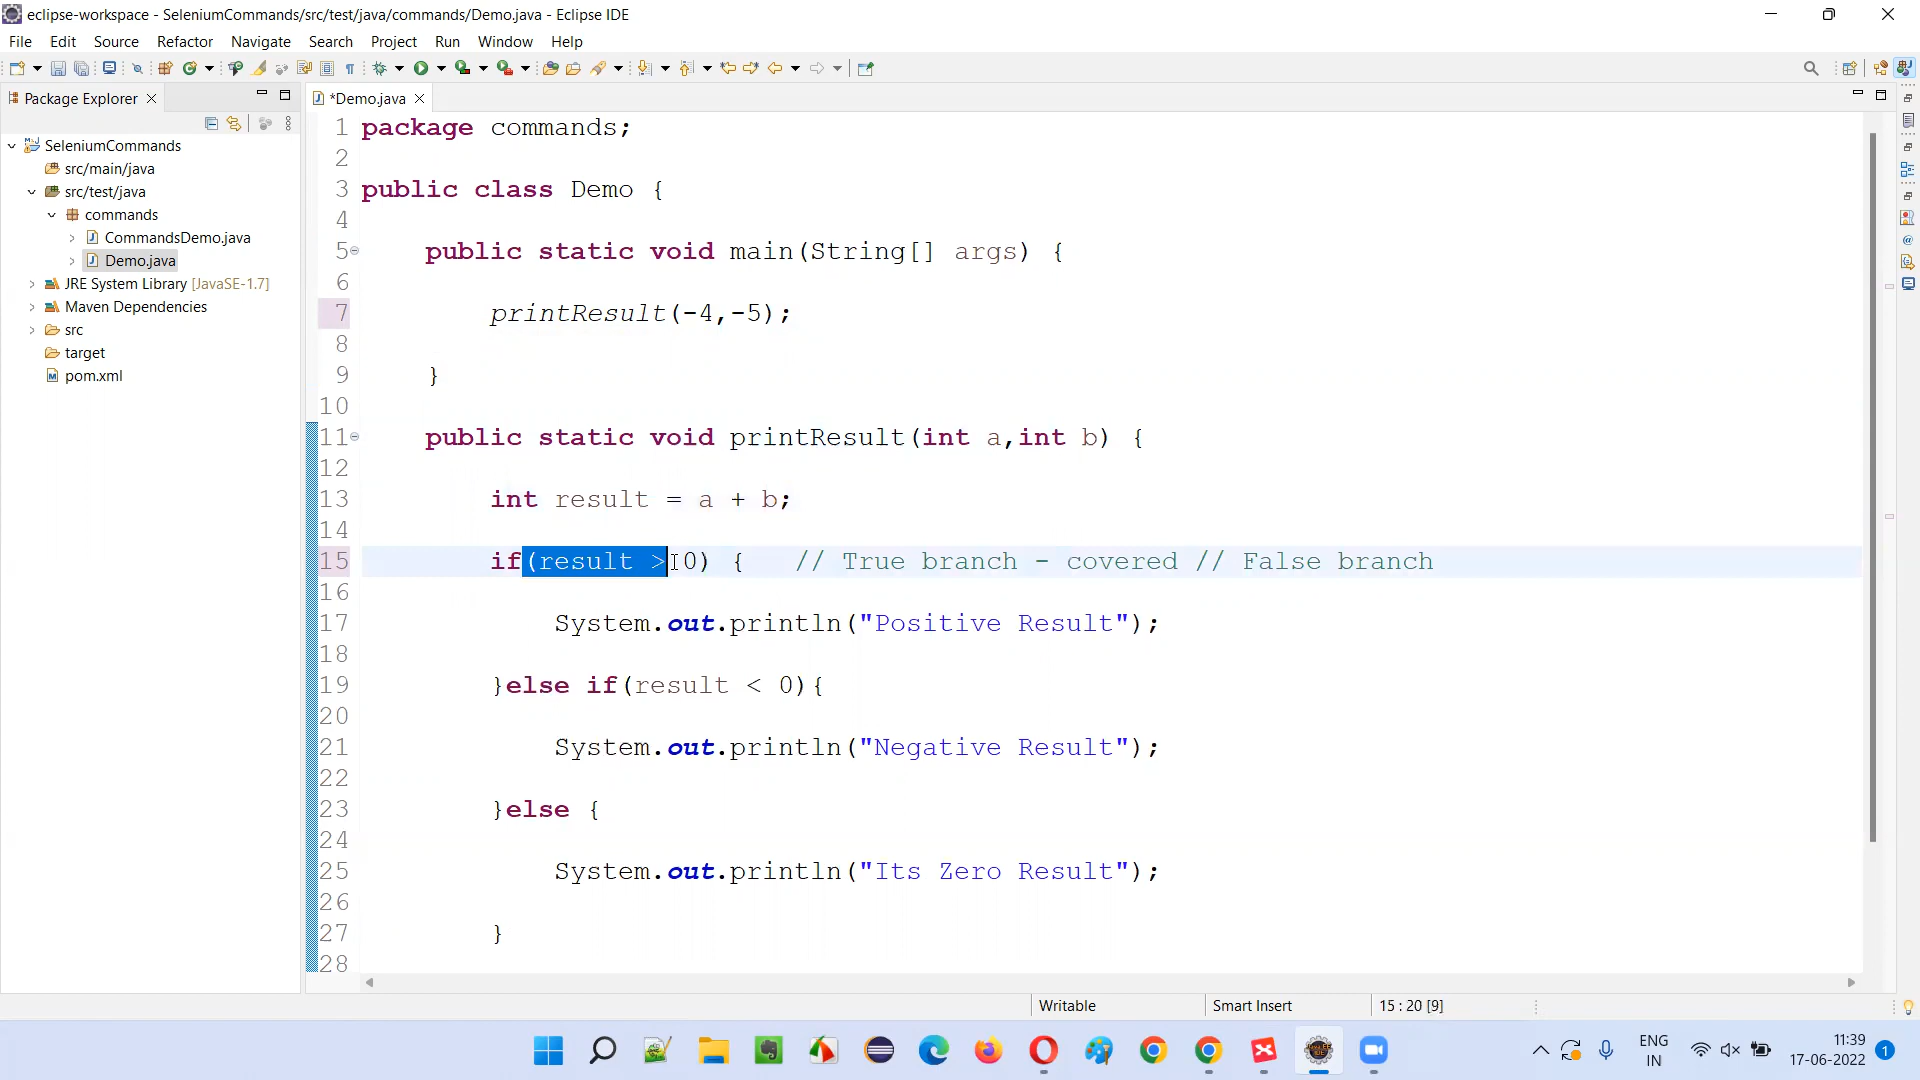 eclipse-workspace - SeleniumCommands/src/test/java/commands/Demo.java - Eclipse IDE
File Edit Source Refactor Navigate Search Project Run Window Help
Package Explorer
*Demo.java
SeleniumCommands
src/main/java
src/test/java
commands
CommandsDemo.java
Demo.java
JRE System Library [JavaSE-1.7]
Maven Dependencies
src
target
pom.xml
1 package commands;
2
3 public class Demo {
4
5 public static void main(String[] args) {
6
7 printResult(-4,-5);
8
9 }
10
11 public static void printResult(int a,int b) {
12
13 int result = a + b;
14
15 if(result > 0) { // True branch - covered // False branch
16
17 System.out.println("Positive Result");
18
19 }else if(result < 0){
20
21 System.out.println("Negative Result");
22
23 }else {
24
25 System.out.println("Its Zero Result");
26
27 }
28
Writable Smart Insert 15 : 20 [9]
ENG
IN
11:39
17-06-2022
1